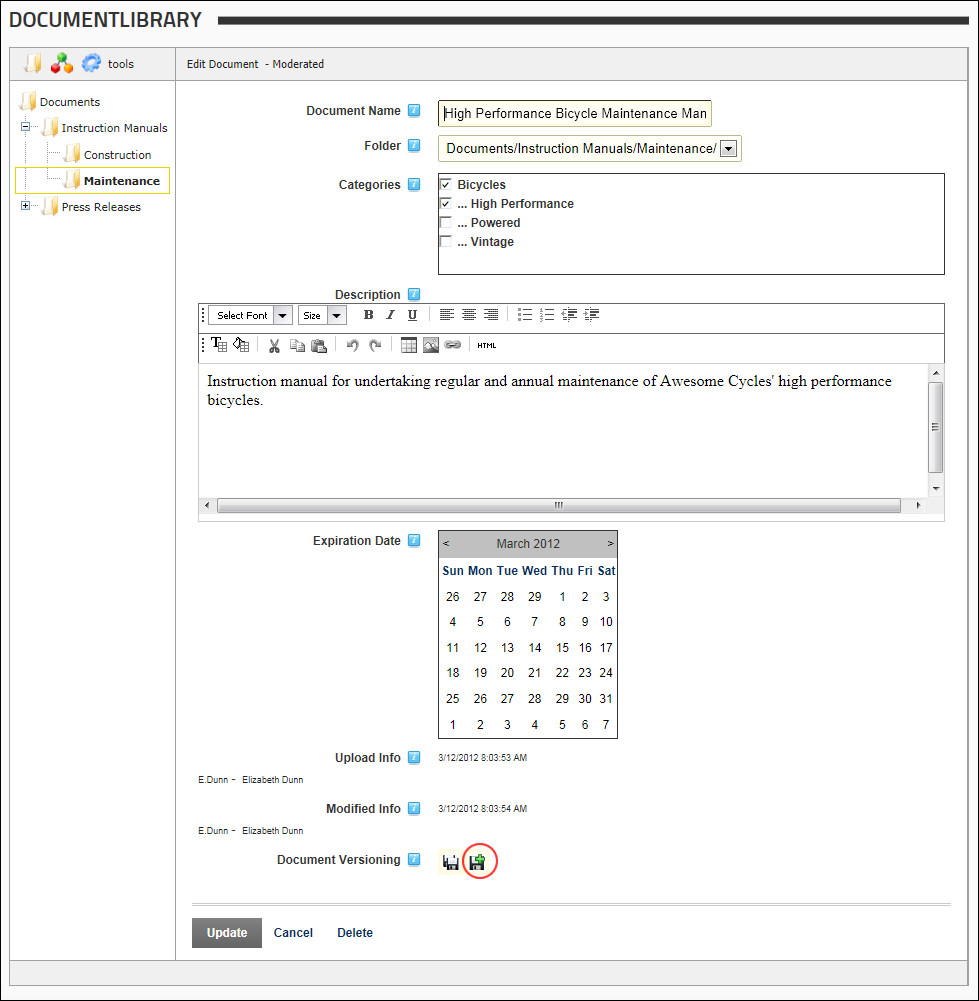 DOCUMENTLIBRARY
tools
Edit Document - Moderated
Documents
Instruction Manuals
Construction
Maintenance
Press Releases
Document Name
High Performance Bicycle Maintenance Man
Folder
Documents/Instruction Manuals/Maintenance/
Categories
Bicycles
... High Performance
... Powered
... Vintage
Description
Select Font Size B I U
HTML
Instruction manual for undertaking regular and annual maintenance of Awesome Cycles' high performance
bicycles.
Expiration Date
< March 2012 >
Sun Mon Tue Wed Thu Fri Sat
26 27 28 29 1 2 3
4 5 6 7 8 9 10
11 12 13 14 15 16 17
18 19 20 21 22 23 24
25 26 27 28 29 30 31
1 2 3 4 5 6 7
Upload Info 3/12/2012 8:03:53 AM
E.Dunn - Elizabeth Dunn
Modified Info 3/12/2012 8:03:54 AM
E.Dunn - Elizabeth Dunn
Document Versioning
Update Cancel Delete